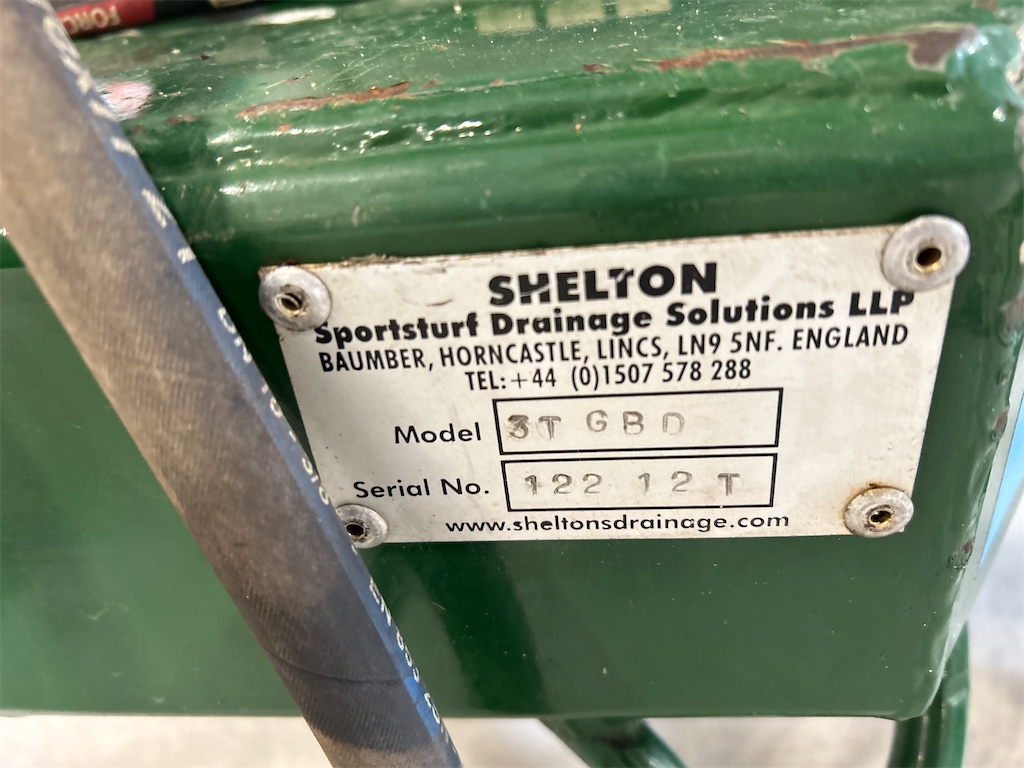 FORC
SHELTON
Sportsturf Drainage Solutions LLP
BAUMBER, HORNCASTLE, LINCS, LN9 5NF. ENGLAND
TEL:+44 (0)1507 578 288
Model 3T GBD
Serial No. 122 12 T
www.sheltonsdrainage.com